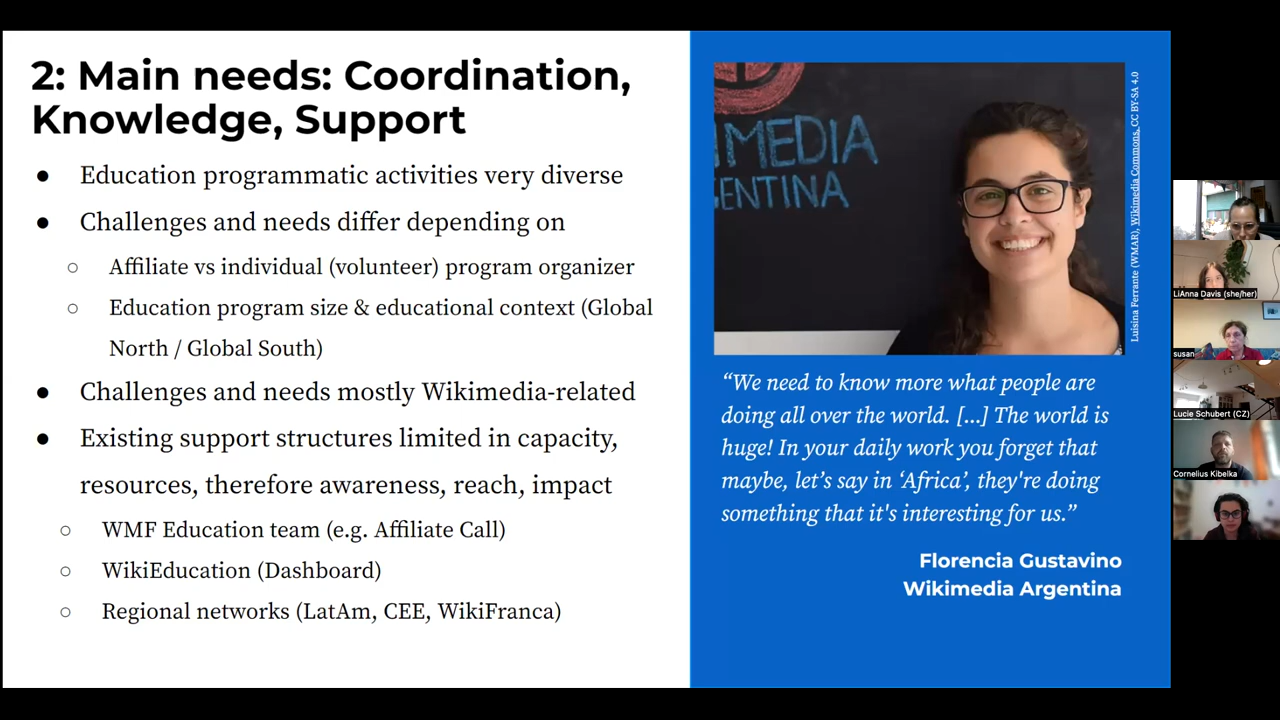 2: Main needs: Coordination,
Knowledge, Support
● Education programmatic activities very diverse
● Challenges and needs differ depending on
○ Affiliate vs individual (volunteer) program organizer
○ Education program size & educational context (Global
North / Global South)
● Challenges and needs mostly Wikimedia-related
● Existing support structures limited in capacity,
resources, therefore awareness, reach, impact
○ WMF Education team (e.g. Affiliate Call)
○ WikiEducation (Dashboard)
○ Regional networks (LatAm, CEE, WikiFranca)
IMEDIA
ENTINA
Luisina Ferrante (WMAR), Wikimedia Commons, CC BY-SA 4.0
“We need to know more what people are
doing all over the world. [...] The world is
huge! In your daily work you forget that
maybe, let’s say in ‘Africa’, they're doing
something that it's interesting for us.”
Florencia Gustavino
Wikimedia Argentina
LiAnna Davis (she/her)
susan
Lucie Schubert (CZ)
Cornelius Kibelka